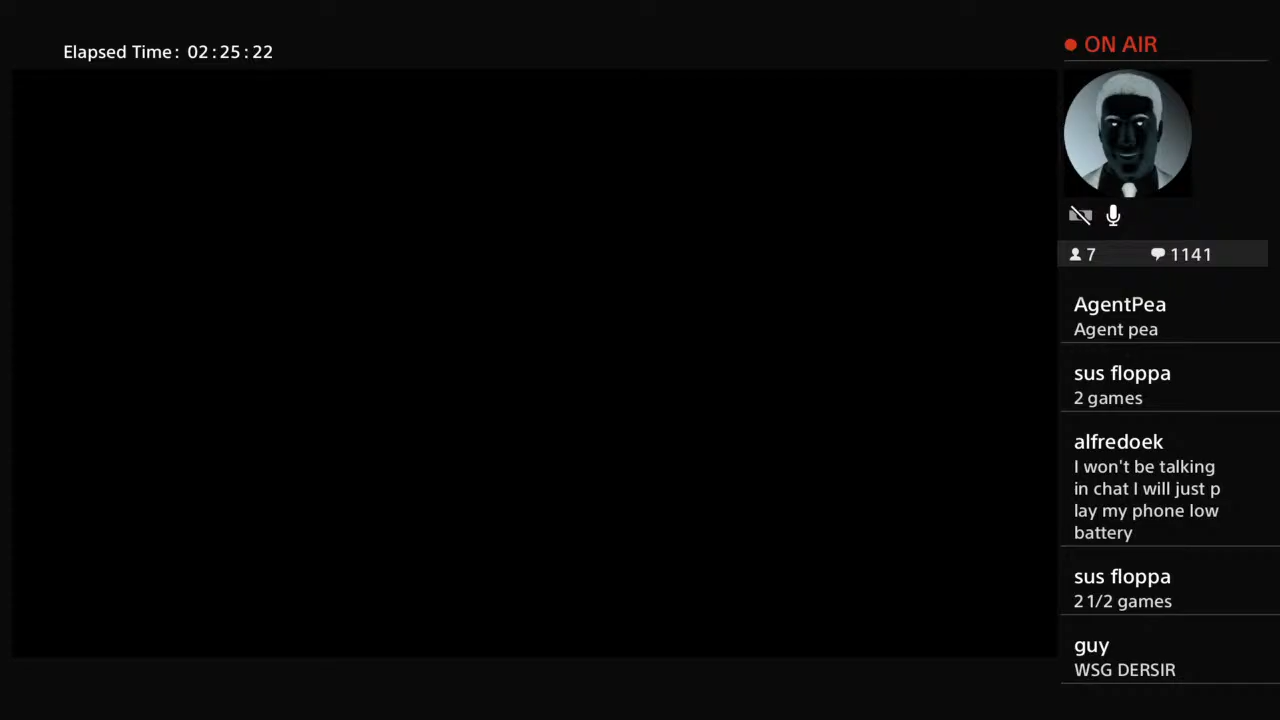 Elapsed Time: 02:25:22
ON AIR
7 1141
AgentPea
Agent pea
sus floppa
2 games
alfredoek
I won't be talking
in chat I will just p
lay my phone low
battery
sus floppa
2 1/2 games
guy
WSG DERSIR